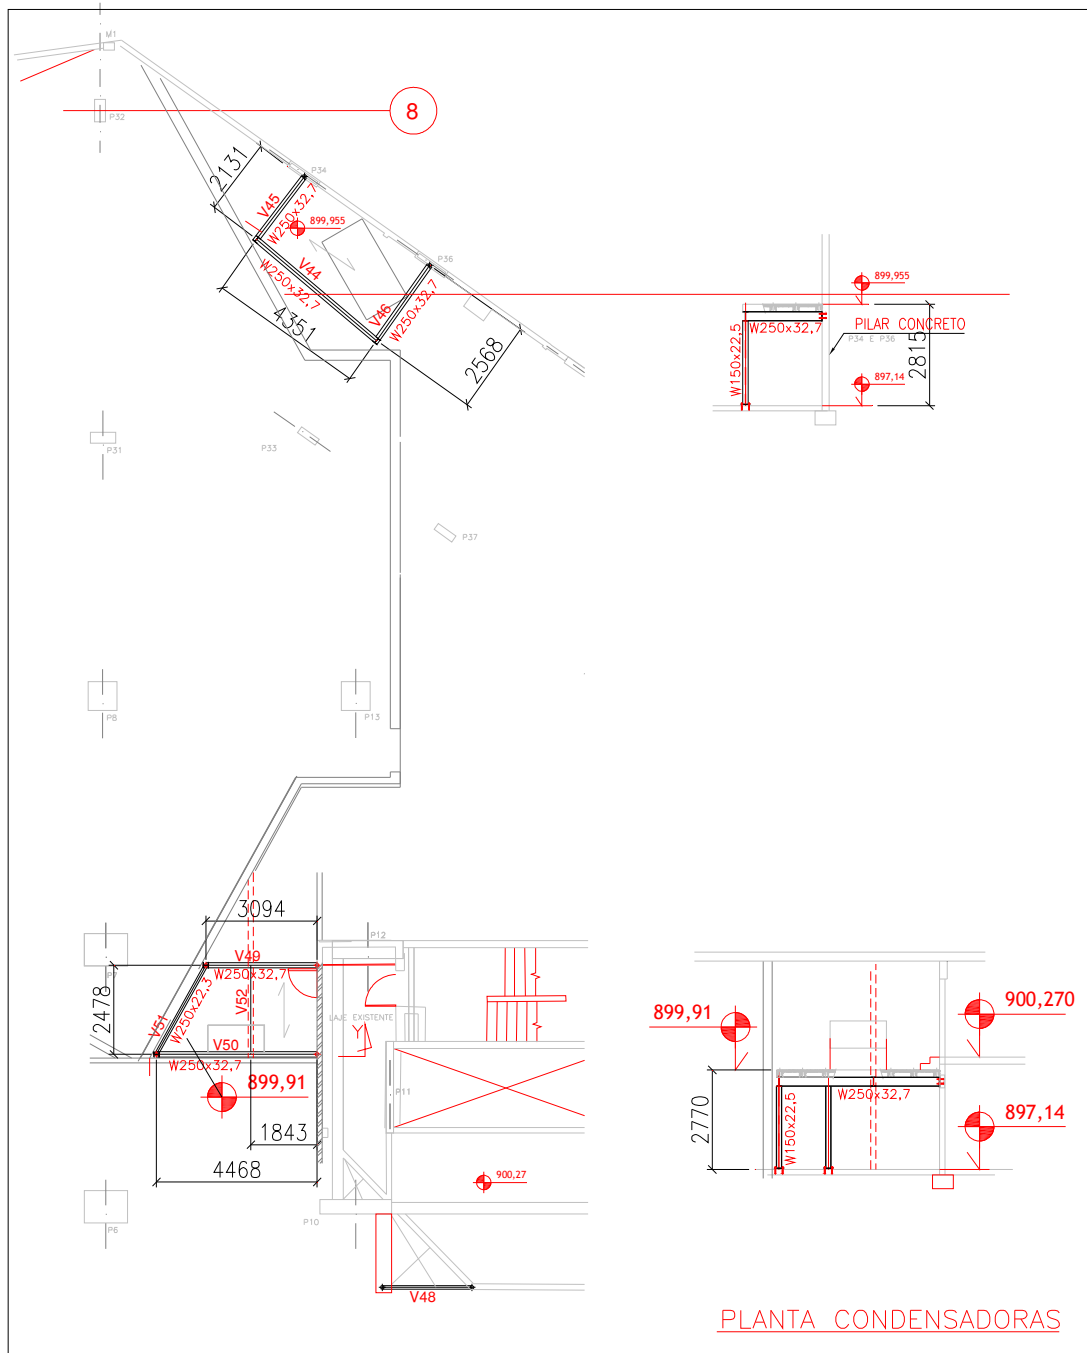 M1
P32
8
2131
P34
V45
W250x32,7
899,955
V44
W250x32,7
P36
V46
W250x32,7
4351
2568
899,955
W250x32,7
PILAR CONCRETO
P34 E P36
W150x22,5
2815
897,14
P31
P33
P37
P8
P13
3094
P12
P7
V49
W250x32,7
2478
V51
W250x22,3
V52
LAJE EXISTENTE
V50
W250x32,7
899,91
P11
1843
4468
900,27
P6
P10
V48
899,91
900,270
W250x32,7
2770
W150x22,5
897,14
PLANTA CONDENSADORAS